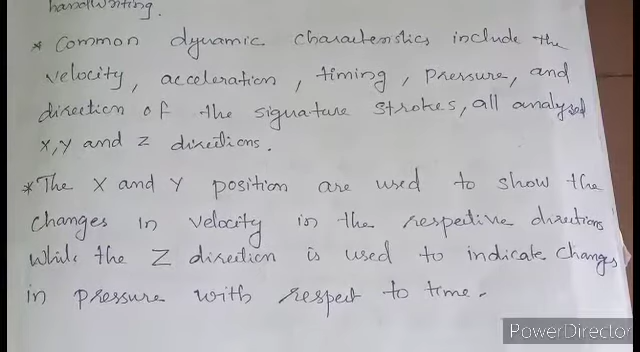 handwriting.
* Common dynamic characteristics include the
velocity, acceleration, timing, pressure, and
direction of the signature strokes, all analyzed
X, Y and Z directions.
* The X and Y position are used to show the
changes in velocity in the respective directions
while the Z direction is used to indicate changes
in pressure with respect to time.
PowerDirector